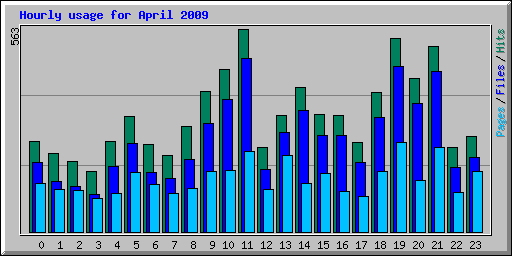 Hourly usage for April 2009
563
Pages / Files / Hits
0 1 2 3 4 5 6 7 8 9 10 11 12 13 14 15 16 17 18 19 20 21 22 23